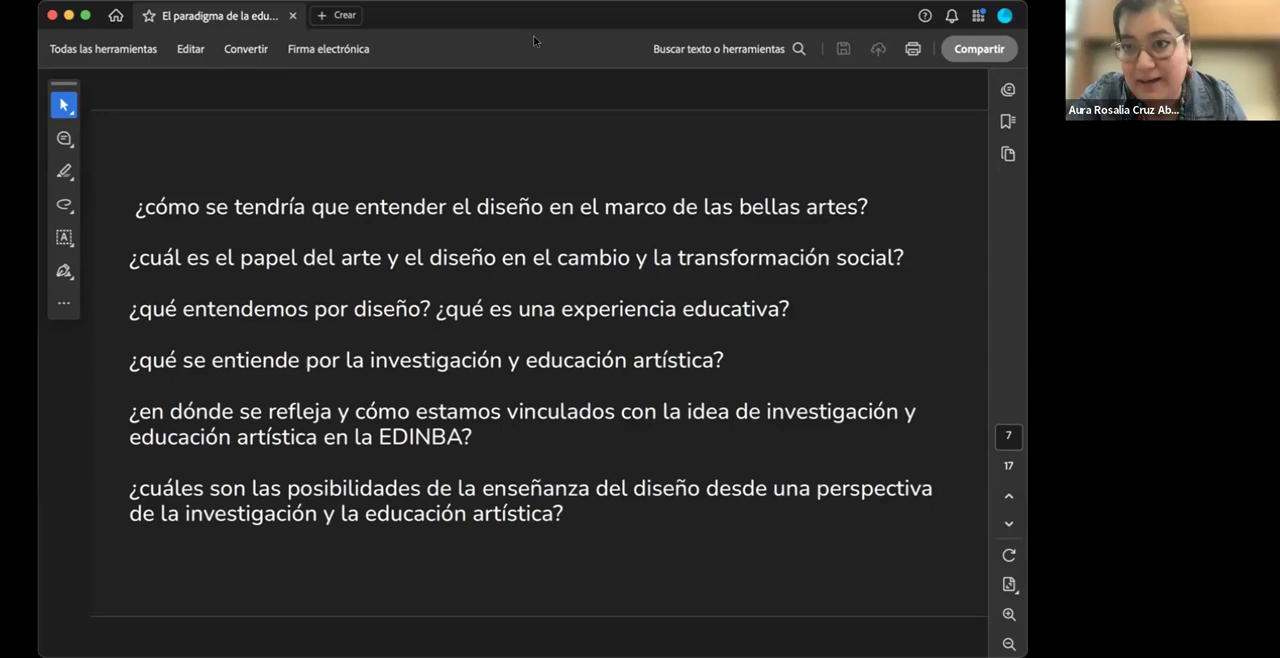 El paradigma de la edu...
Crear
Todas las herramientas
Editar
Convertir
Firma electrónica
Buscar texto o herramientas
Compartir
Aura Rosalia Cruz Ab...
¿cómo se tendría que entender el diseño en el marco de las bellas artes?
¿cuál es el papel del arte y el diseño en el cambio y la transformación social?
¿qué entendemos por diseño? ¿qué es una experiencia educativa?
¿qué se entiende por la investigación y educación artística?
¿en dónde se refleja y cómo estamos vinculados con la idea de investigación y
educación artística en la EDINBA?
¿cuáles son las posibilidades de la enseñanza del diseño desde una perspectiva
de la investigación y la educación artística?
7
17